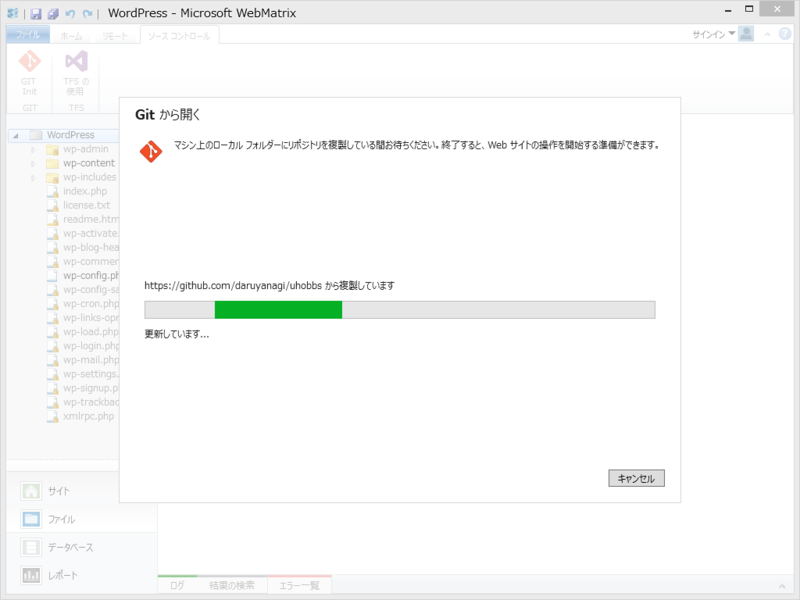 WordPress - Microsoft WebMatrix
ファイル
ホーム
リモート
ソース コントロール
サインイン
GIT
Init
TFS の
使用
GIT
TFS
WordPress
wp-admin
wp-content
wp-includes
index.php
license.txt
readme.htm
wp-activate.
wp-blog-hea
wp-commer
wp-config.ph
wp-config-sa
wp-cron.php
wp-links-opr
wp-load.php
wp-login.php
wp-mail.php
wp-settings.
wp-signup.p
wp-trackbac
xmlrpc.php
Git から開く
マシン上のローカル フォルダーにリポジトリを複製している間お待ちください。終了すると、Web サイトの操作を開始する準備ができます。
https://github.com/daruyanagi/uhobbs から複製しています
更新しています...
キャンセル
サイト
ファイル
データベース
レポート
ログ
結果の検索
エラー一覧